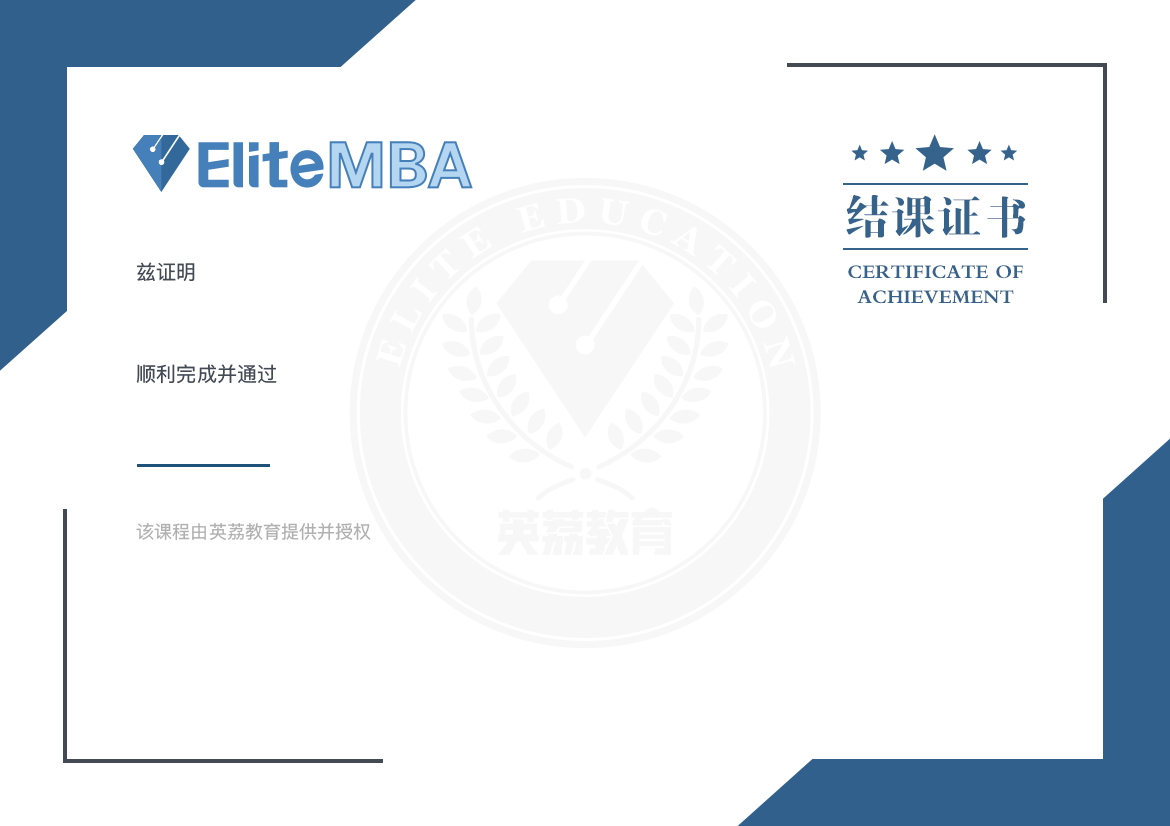 EliteMBA
结课证书
CERTIFICATE OF
ACHIEVEMENT
兹证明
顺利完成并通过
该课程由英荔教育提供并授权
ELITE EDUCATION
英荔教育